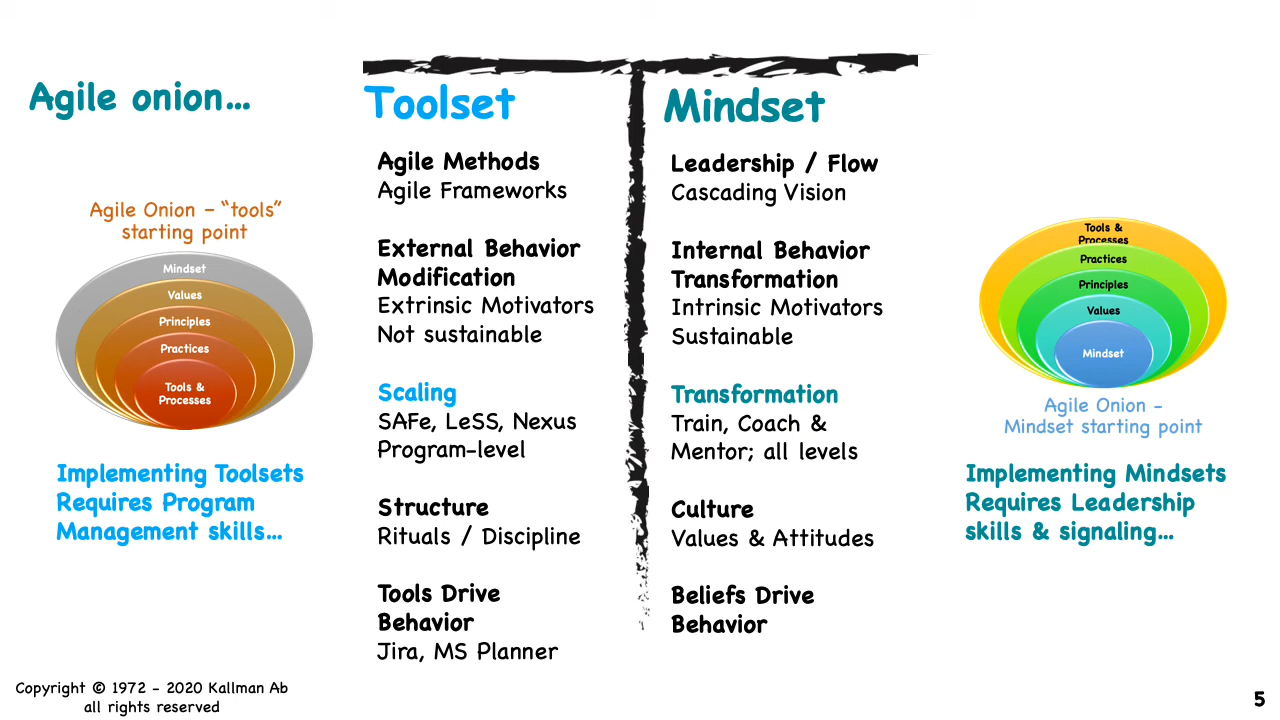 Agile onion...
Agile Onion – “tools”
starting point
Mindset
Values
Principles
Practices
Tools &
Processes
Implementing Toolsets
Requires Program
Management skills...
Toolset
Agile Methods
Agile Frameworks
External Behavior
Modification
Extrinsic Motivators
Not sustainable
Scaling
SAFe, LeSS, Nexus
Program-level
Structure
Rituals / Discipline
Tools Drive
Behavior
Jira, MS Planner
Mindset
Leadership / Flow
Cascading Vision
Internal Behavior
Transformation
Intrinsic Motivators
Sustainable
Transformation
Train, Coach &
Mentor; all levels
Culture
Values & Attitudes
Beliefs Drive
Behavior
Tools &
Processes
Practices
Principles
Values
Mindset
Agile Onion -
Mindset starting point
Implementing Mindsets
Requires Leadership
skills & signaling...
Copyright © 1972 - 2020 Kallman Ab
all rights reserved
5